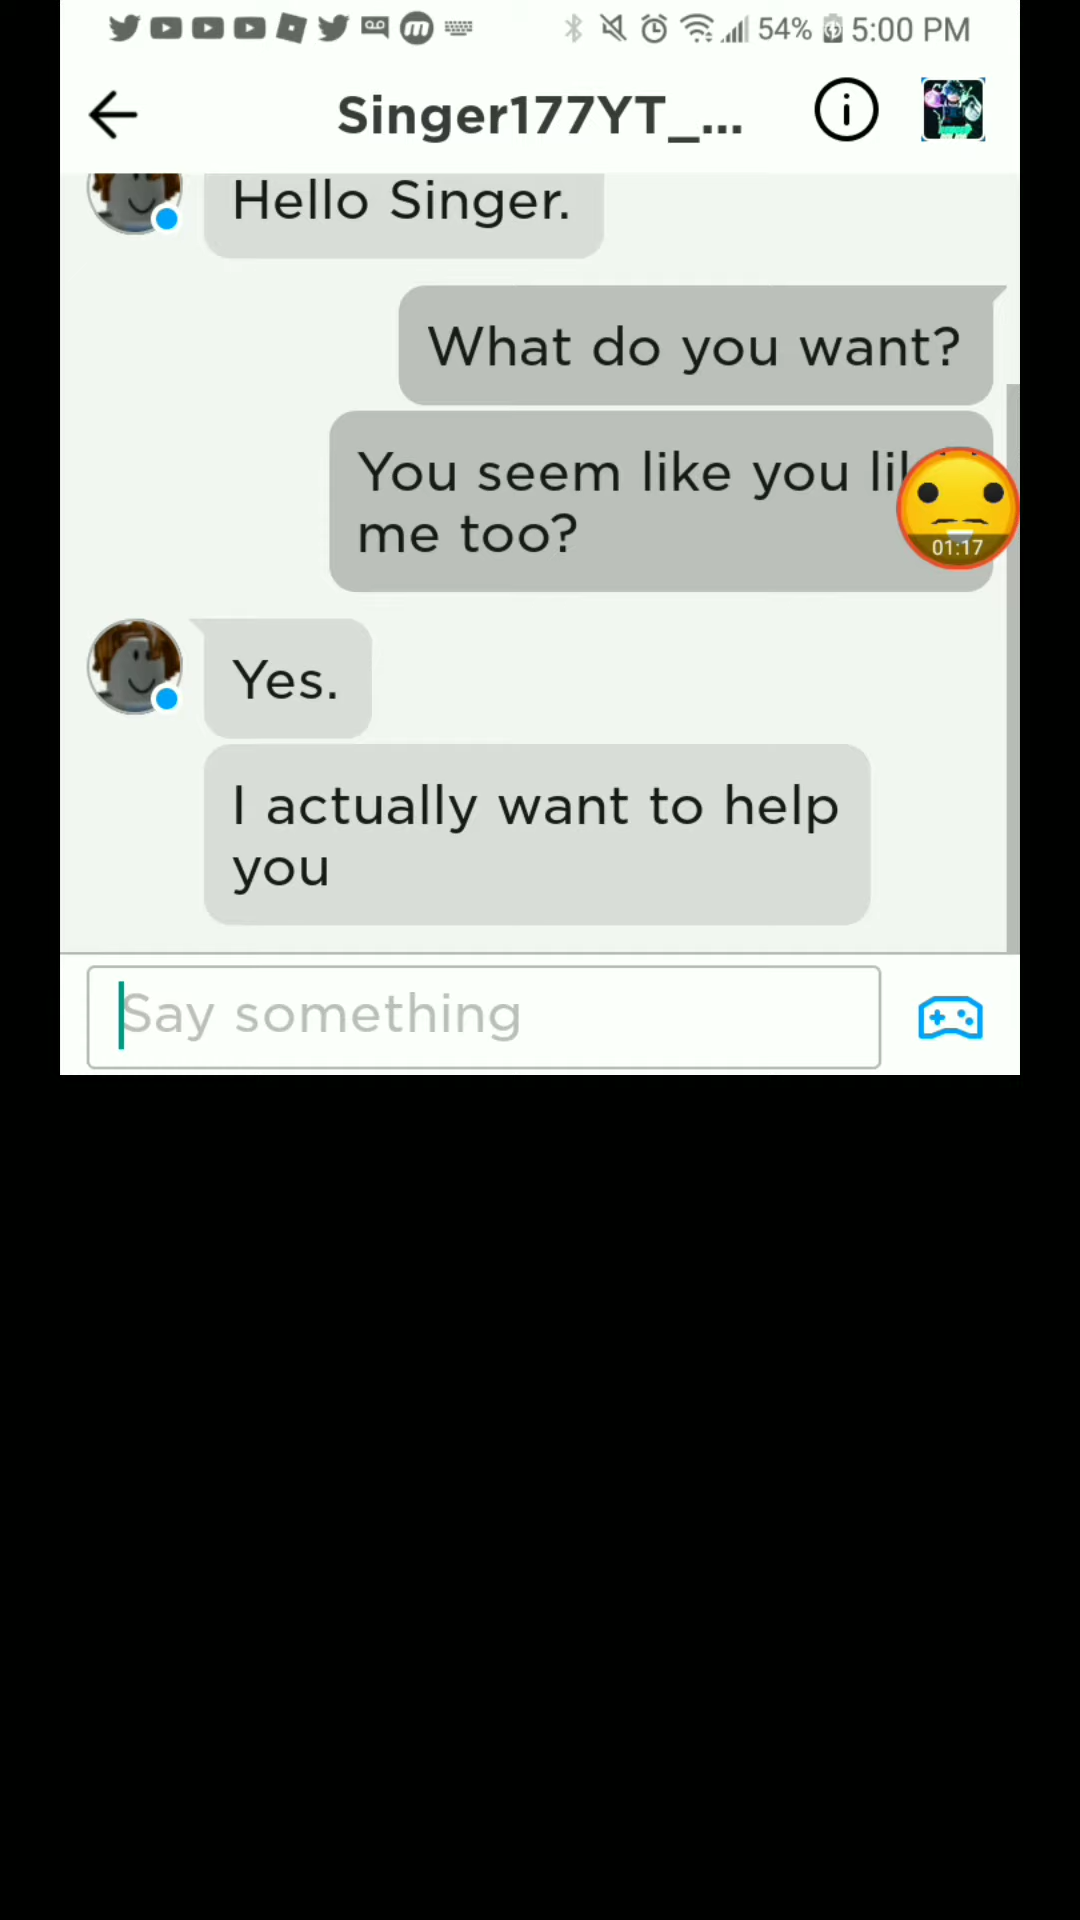 54% 5:00 PM
Singer177YT_...
Hello Singer.
What do you want?
You seem like you
me too?
01:17
Yes.
I actually want to help
you
Say something